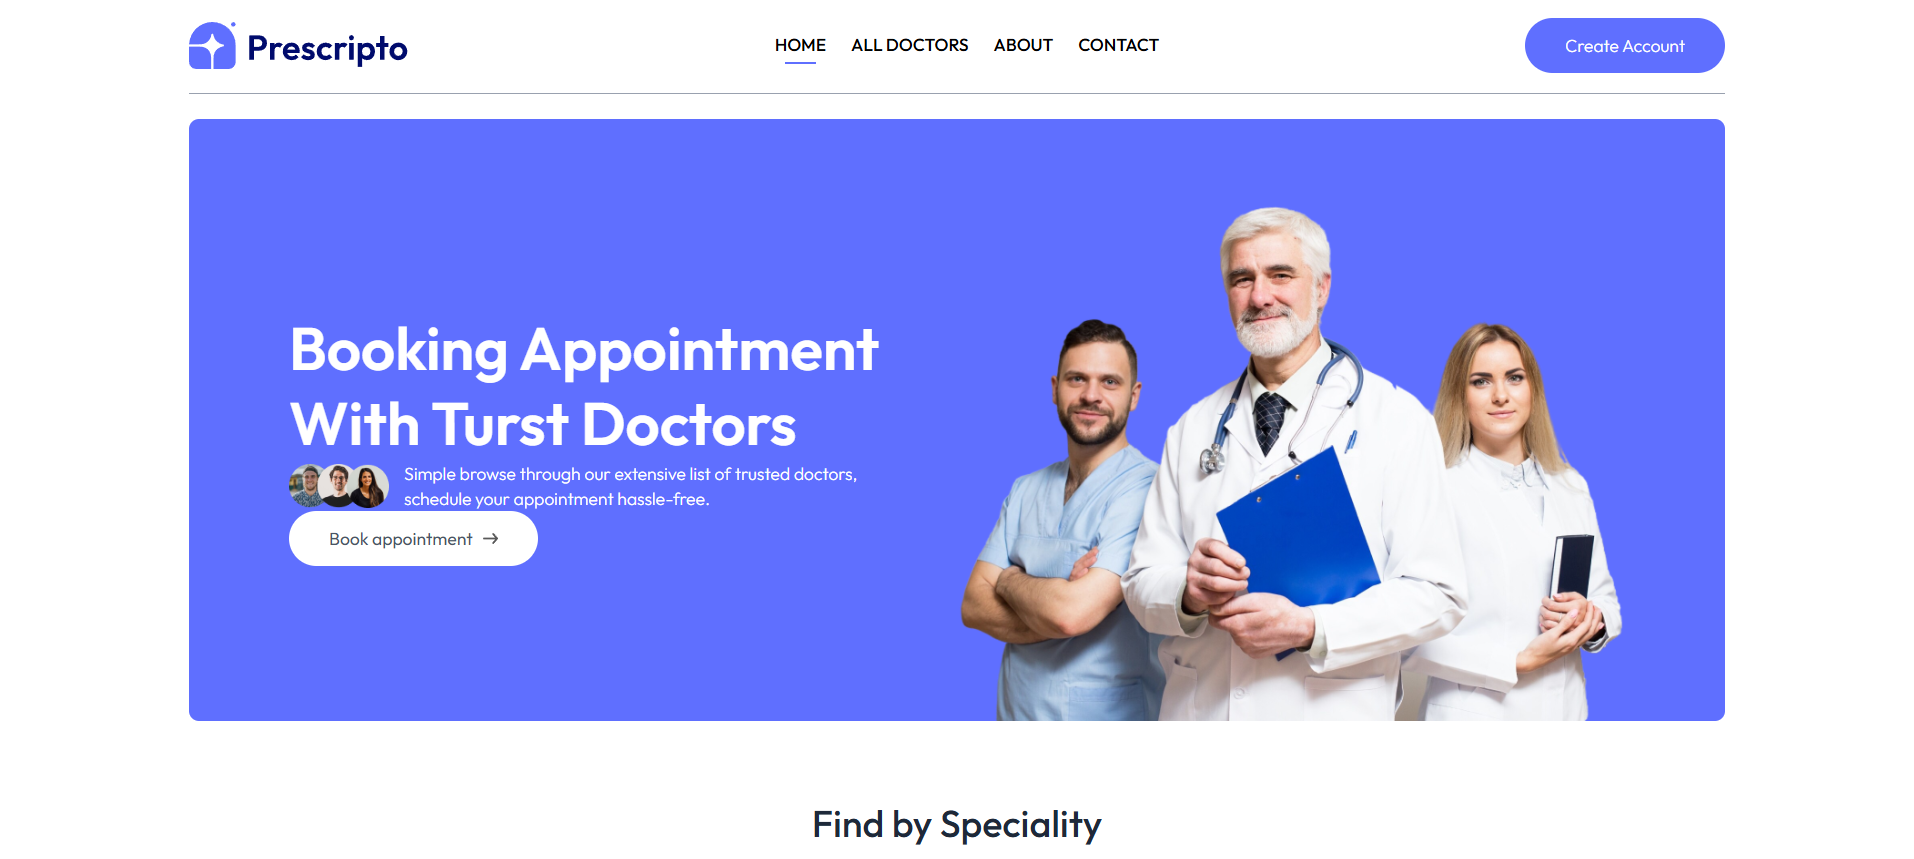 Prescripto
HOME ALL DOCTORS ABOUT CONTACT
Create Account
Booking Appointment
With Turst Doctors
Simple browse through our extensive list of trusted doctors,
schedule your appointment hassle-free.
Book appointment →
Find by Speciality